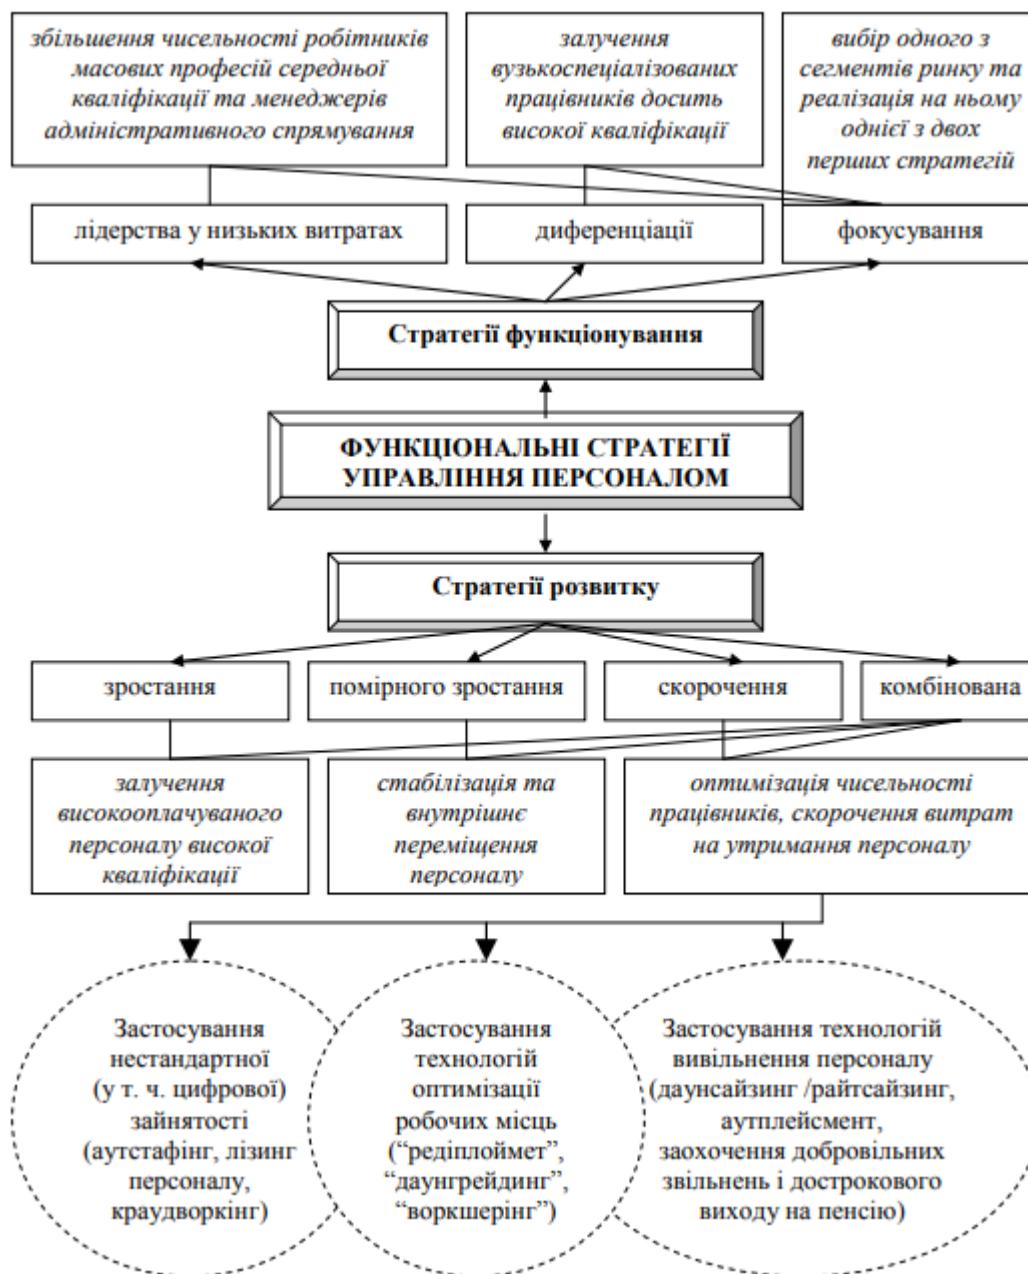 збільшення чисельності робітників
масових професій середньої
кваліфікації та менеджерів
адміністративного спрямування
залучення
вузькоспеціалізованих
працівників досить
високої кваліфікації
вибір одного з
сегментів ринку та
реалізація на ньому
однієї з двох
перших стратегій
лідерства у низьких витратах
диференціації
фокусування
Стратегії функціонування
ФУНКЦІОНАЛЬНІ СТРАТЕГІЇ
УПРАВЛІННЯ ПЕРСОНАЛОМ
Стратегії розвитку
зростання
помірного зростання
скорочення
комбінована
залучення
високооплачуваного
персоналу високої
кваліфікації
стабілізація та
внутрішнє
переміщення
персоналу
оптимізація чисельності
працівників, скорочення витрат
на утримання персоналу
Застосування
нестандартної
(у т. ч. цифрової)
зайнятості
(аутстафінг, лізинг
персоналу,
краудворкінг)
Застосування
технологій
оптимізації
робочих місць
(“редіплоймет”,
“даунгрейдинг”,
“воркшерінг”)
Застосування технологій
вивільнення персоналу
(даунсайзинг /райтсайзинг,
аутплейсмент,
заохочення добровільних
звільнень і дострокового
виходу на пенсію)